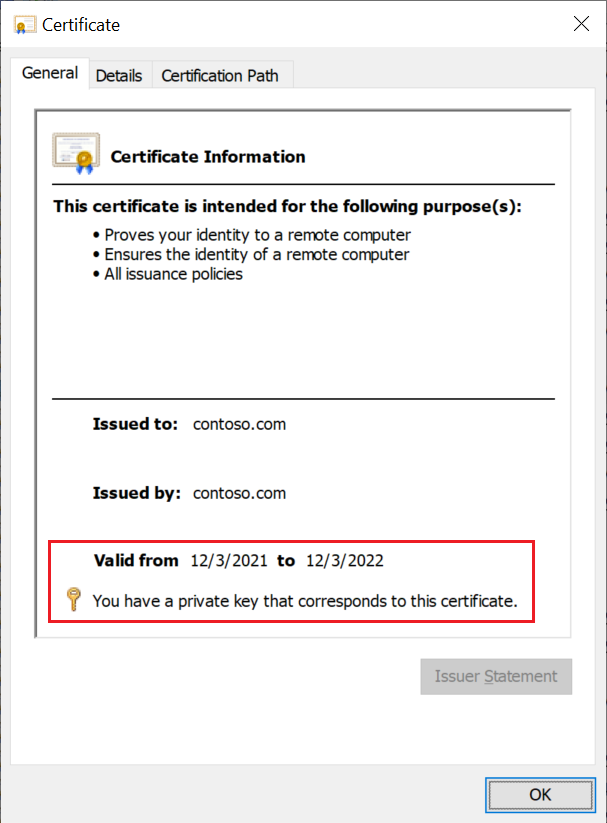 Certificate
General Details Certification Path
Certificate Information
This certificate is intended for the following purpose(s):
• Proves your identity to a remote computer
• Ensures the identity of a remote computer
• All issuance policies
Issued to: contoso.com
Issued by: contoso.com
Valid from 12/3/2021 to 12/3/2022
You have a private key that corresponds to this certificate.
Issuer Statement
OK